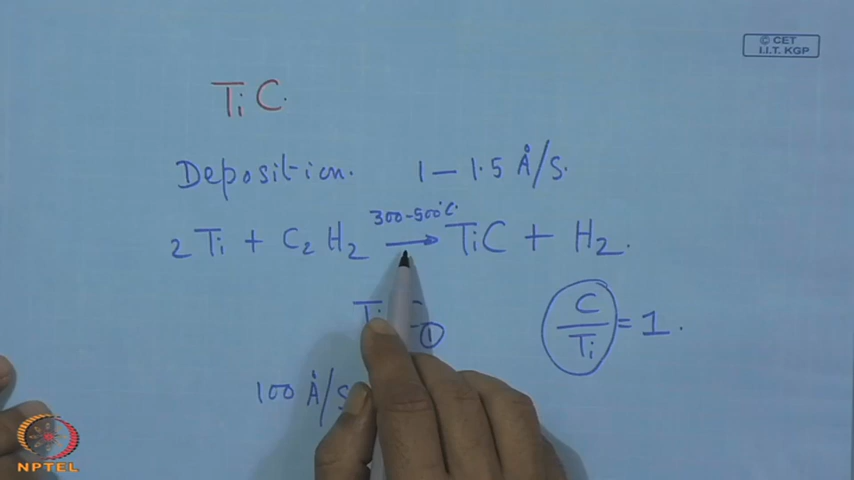 © CET
I.I.T. KGP
TiC.
Deposition. 1 – 1.5 Å/S.
2Ti + C₂H₂ 300-500°C → TiC + H₂.
C/Ti = 1.
①
100 Å/S
NPTEL